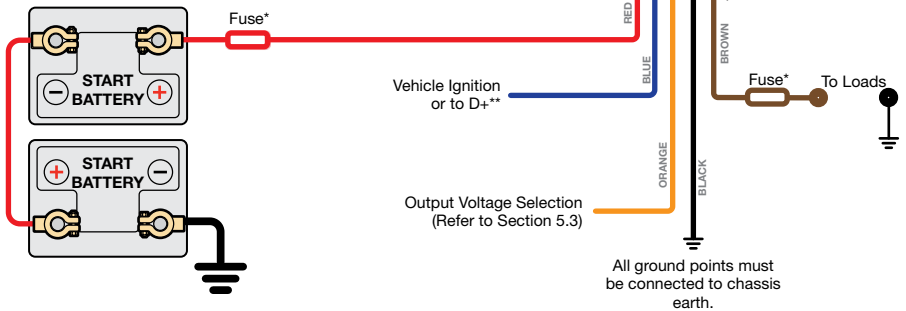 Fuse*
RED
START
BATTERY
− +
BLUE
BROWN
Vehicle Ignition
or to D+**
Fuse*
To Loads
+ −
START
BATTERY
ORANGE
BLACK
Output Voltage Selection
(Refer to Section 5.3)
All ground points must
be connected to chassis
earth.